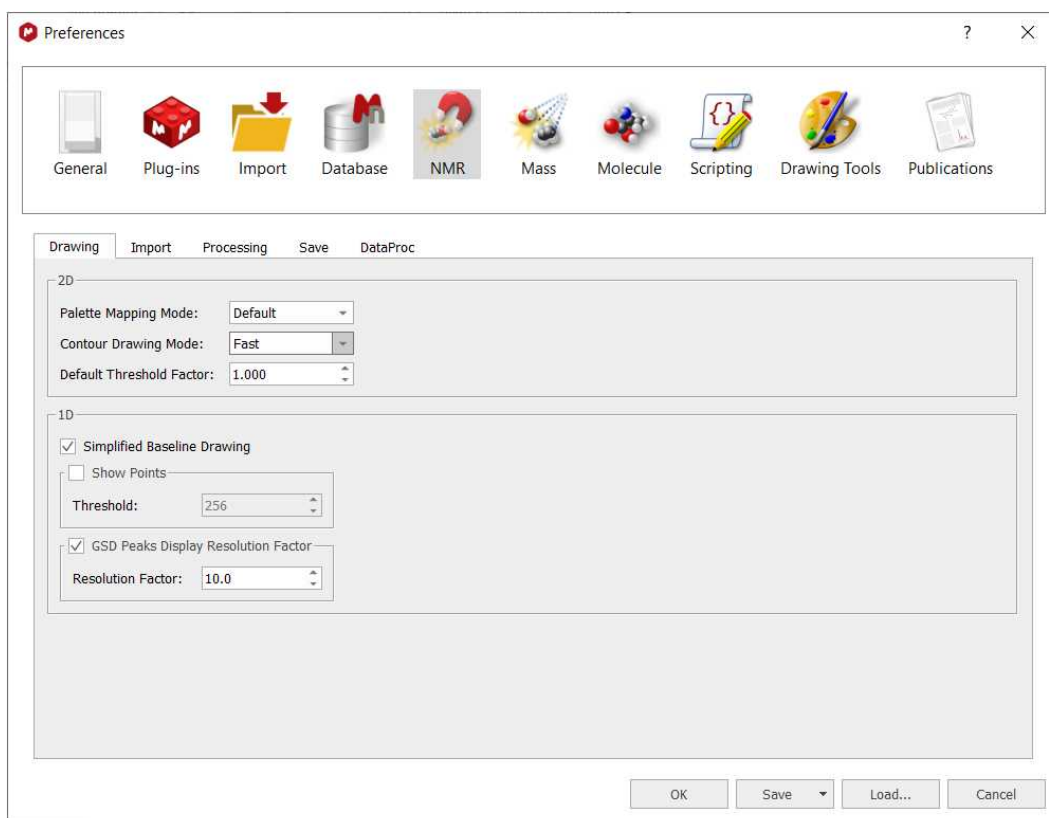 Preferences
?
General Plug-ins Import Database NMR Mass Molecule Scripting Drawing Tools Publications
Drawing Import Processing Save DataProc
2D
Palette Mapping Mode: Default
Contour Drawing Mode: Fast
Default Threshold Factor: 1.000
1D
Simplified Baseline Drawing
Show Points
Threshold: 256
GSD Peaks Display Resolution Factor
Resolution Factor: 10.0
OK Save Load... Cancel